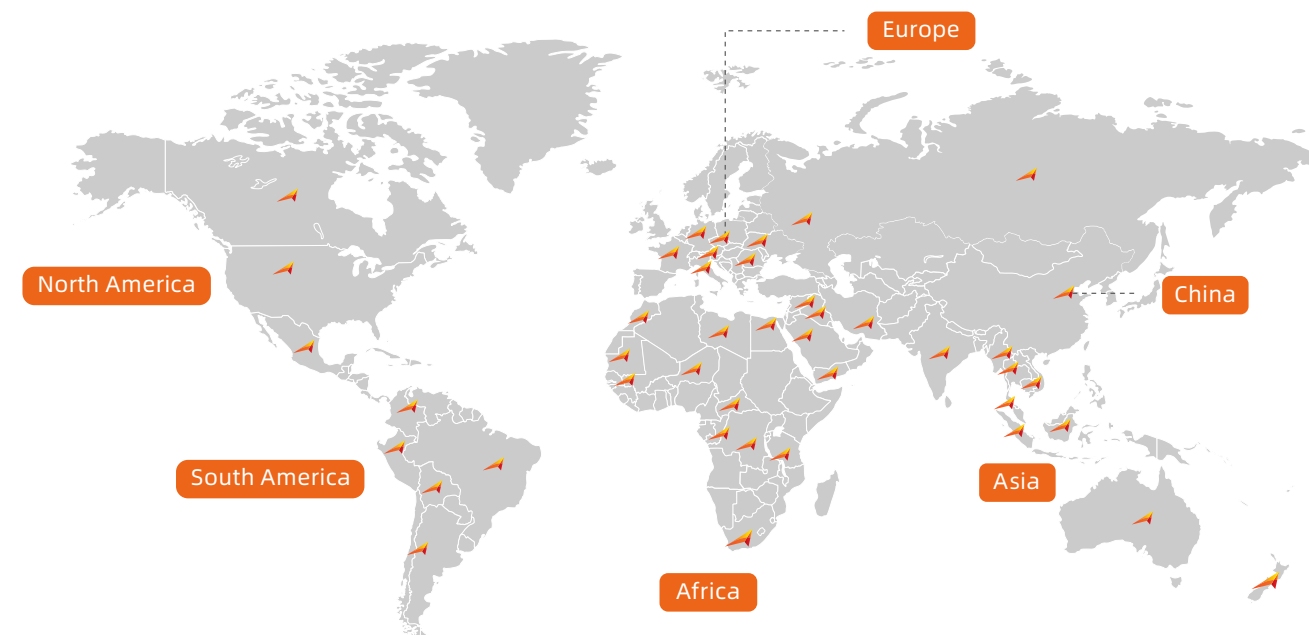 Europe
North America
China
South America
Asia
Africa